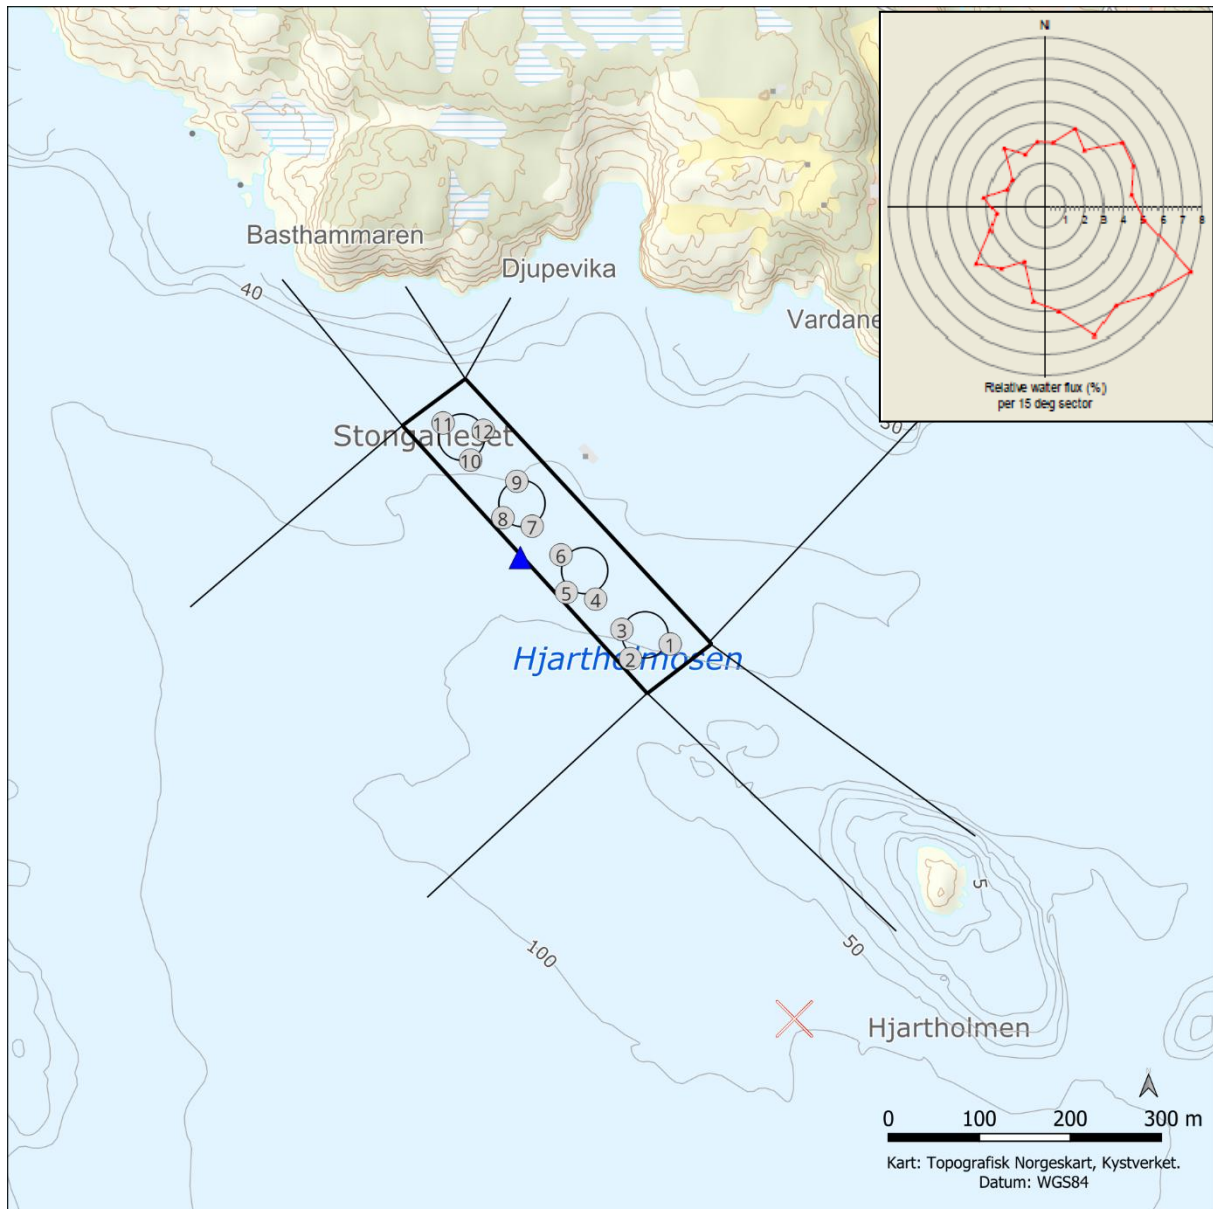 N
1 2 3 4 5 6 7 8
Relative water flux (%)
per 15 deg sector
Basthammaren
Djupevika
40
Vardane
50
Stonganeset
11
12
10
9
8
7
6
5
4
3
1
2
Hjartholmosen
5
100
50
Hjartholmen
0 100 200 300 m
Kart: Topografisk Norgeskart, Kystverket.
Datum: WGS84